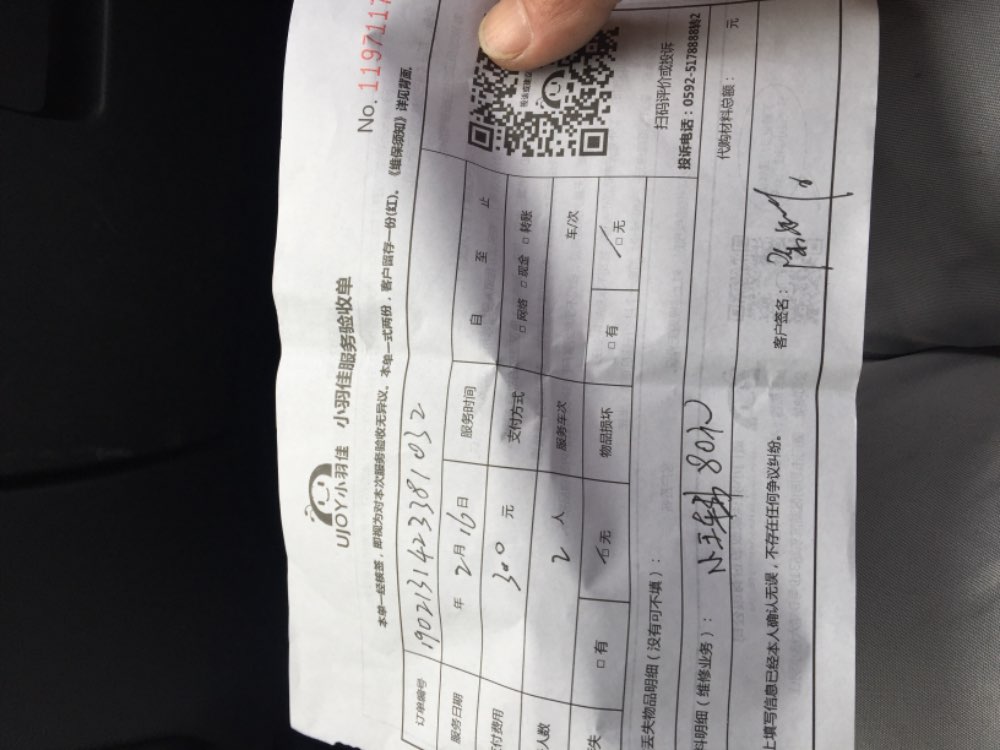 UJOY小羽佳 小羽佳服务验收单
No. 1197117
本单一经核签，即视为对本次服务验收无异议。本单一式两份，客户留存一份(红)。《维保须知》详见背面。
订单编号 1902131423381032
服务日期 年 2月16日 服务时间 自 至 止
付费用 300 元 支付方式 □ 网络 □ 现金 □ 转账
人数 2 人 服务车次 车/次
失 □ 有 □ 无 物品损坏 □ 有 □ 无
扫码评价或投诉
投诉电话：0592-5178888转2
丢失物品明细（没有可不填）：
料明细（维修业务）： 80元 代购材料总额： 元
上填写信息已经本人确认无误，不存在任何争议纠纷。 客户签名：